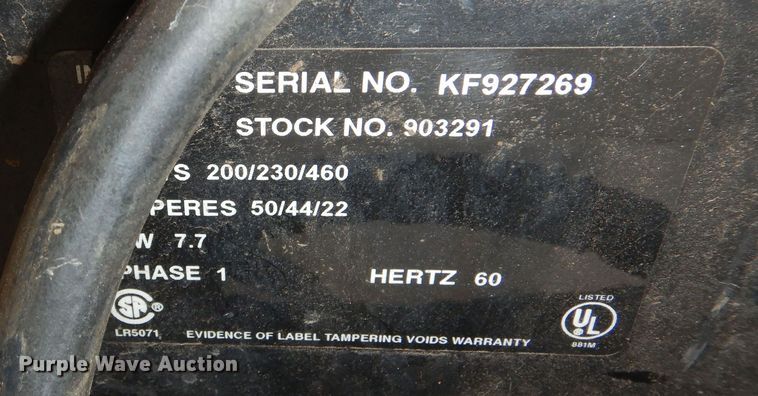 SERIAL NO. KF927269
STOCK NO. 903291
200/230/460
PERES 50/44/22
W 7.7
PHASE 1 HERTZ 60
LISTED
SP ®
UL ®
LR5071 EVIDENCE OF LABEL TAMPERING VOIDS WARRANTY 881M
Purple Wave Auction